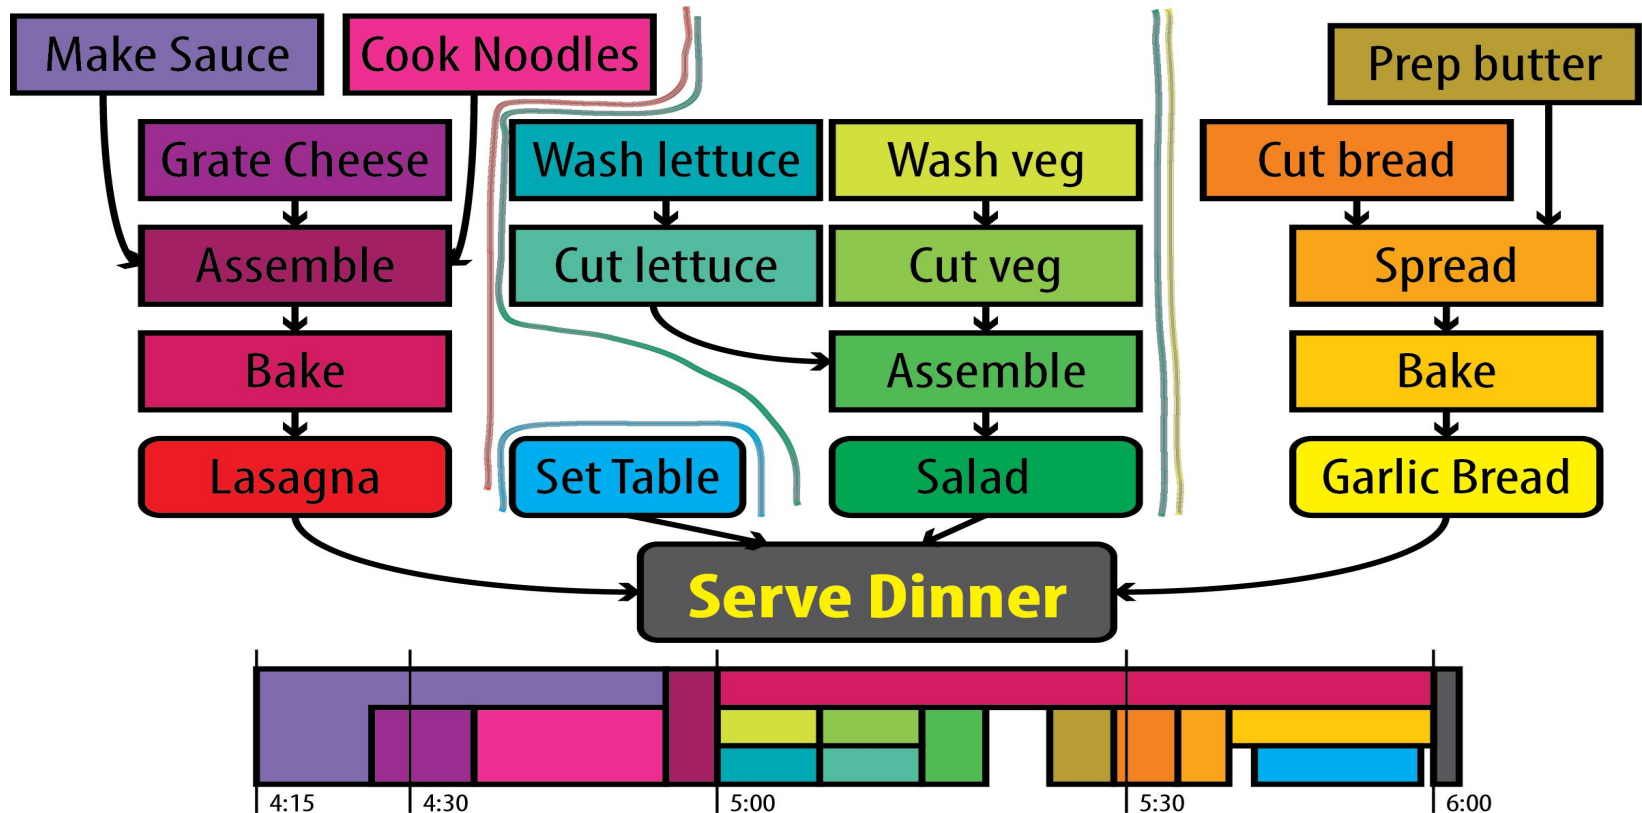 Make Sauce
Cook Noodles
Prep butter
Grate Cheese
Wash lettuce
Wash veg
Cut bread
Assemble
Cut lettuce
Cut veg
Spread
Bake
Assemble
Bake
Lasagna
Set Table
Salad
Garlic Bread
Serve Dinner
4:15
4:30
5:00
5:30
6:00